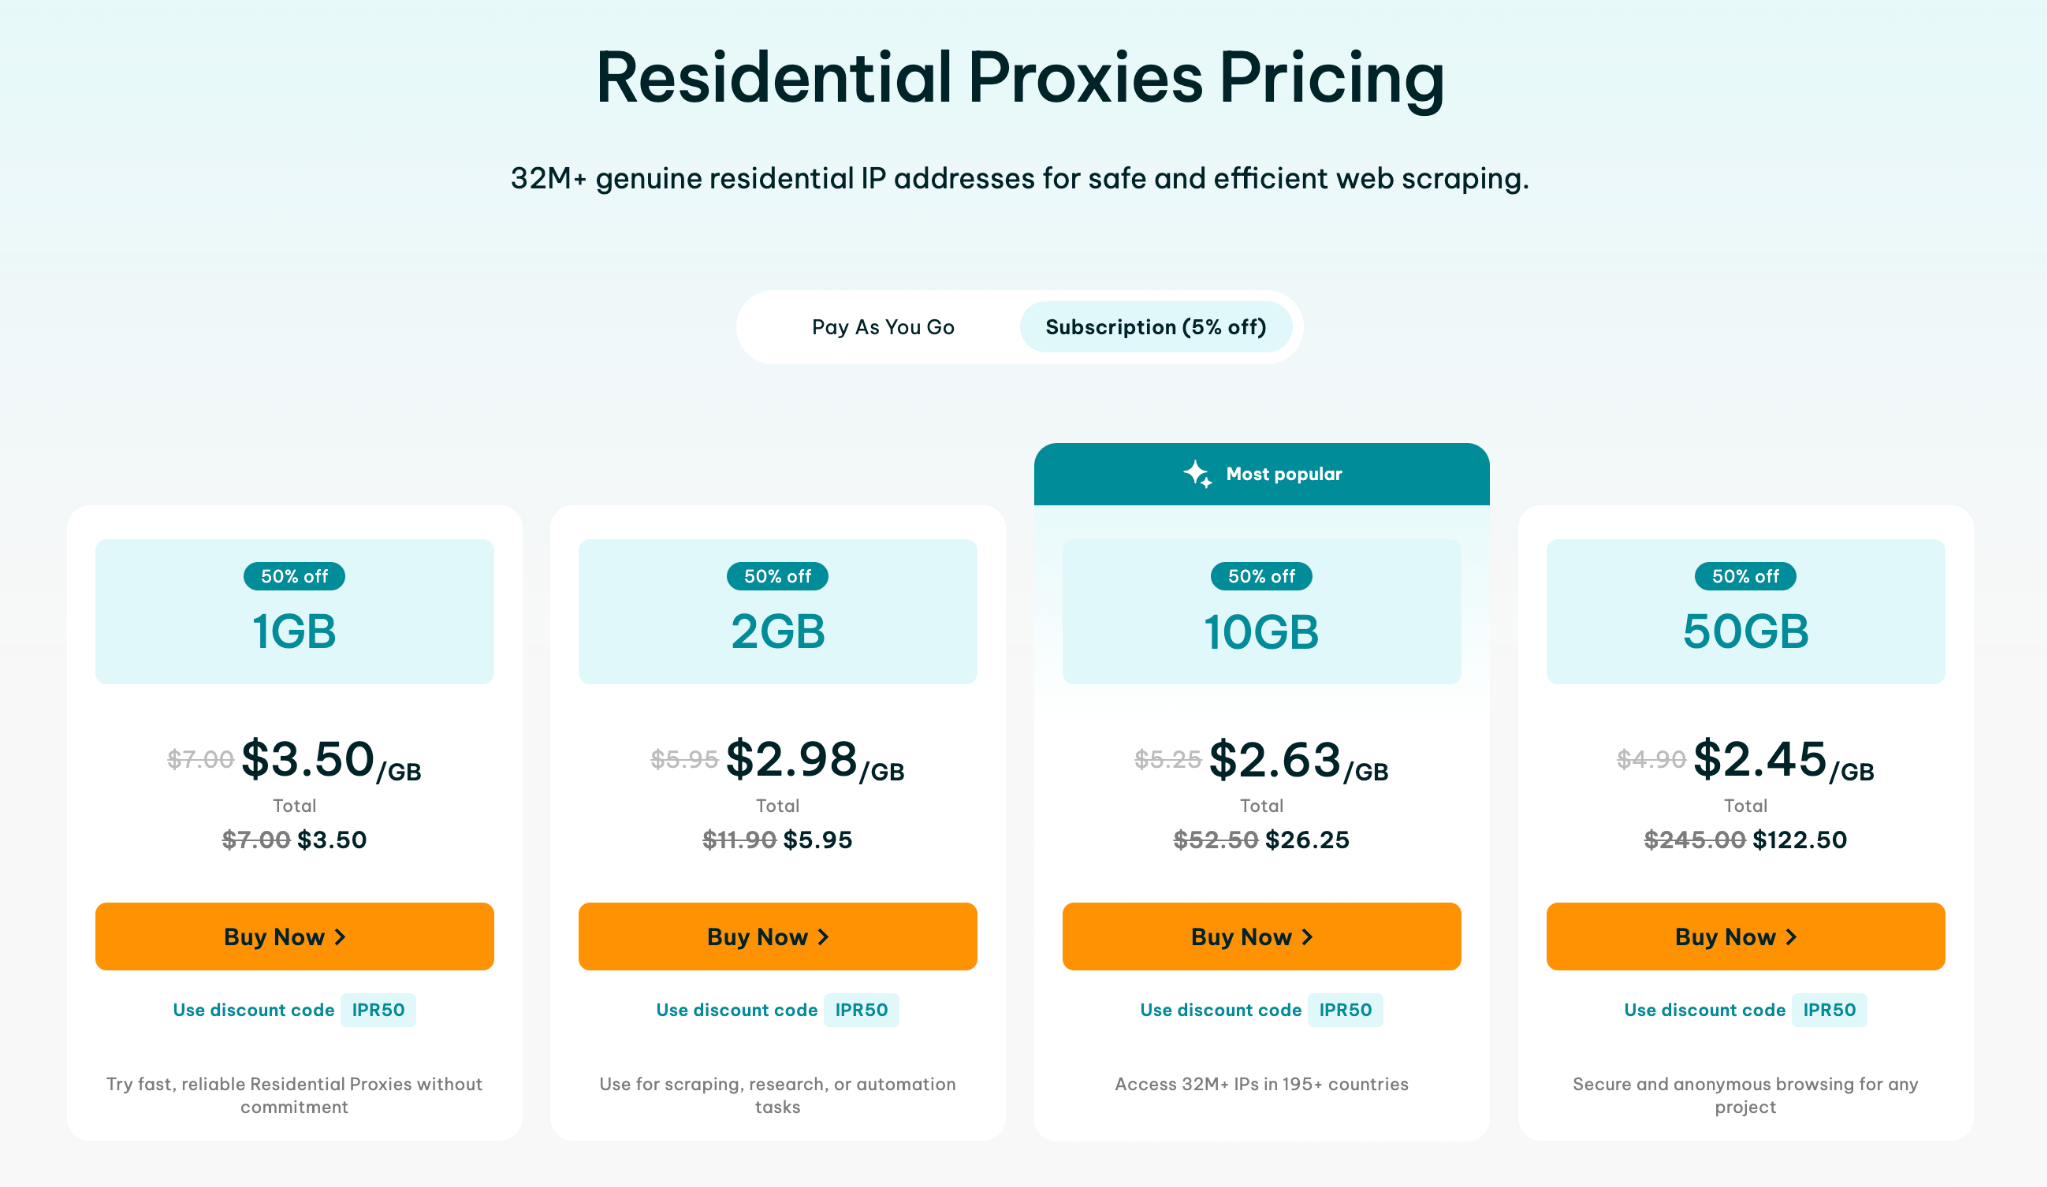 Residential Proxies Pricing
32M+ genuine residential IP addresses for safe and efficient web scraping.
Pay As You Go
Subscription (5% off)
50% off
1GB
$7.00 $3.50/GB
Total
$7.00 $3.50
Buy Now
Use discount code IPR50
Try fast, reliable Residential Proxies without
commitment
50% off
2GB
$5.95 $2.98/GB
Total
$11.90 $5.95
Buy Now
Use discount code IPR50
Use for scraping, research, or automation
tasks
Most popular
50% off
10GB
$5.25 $2.63/GB
Total
$52.50 $26.25
Buy Now
Use discount code IPR50
Access 32M+ IPs in 195+ countries
50% off
50GB
$4.90 $2.45/GB
Total
$245.00 $122.50
Buy Now
Use discount code IPR50
Secure and anonymous browsing for any
project